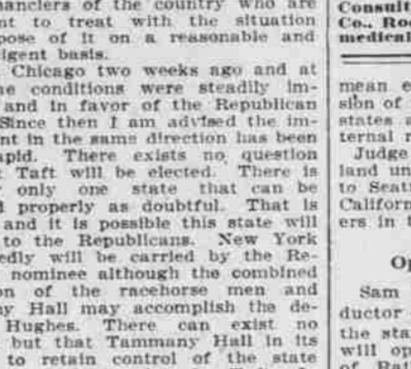 nanciers of the country who are
nt to treat with the situation
pose of it on a reasonable and
ligent basis.
Chicago two weeks ago and at
e conditions were steadily im-
and in favor of the Republican
Since then I am advised the im-
nt in the same direction has been
apid. There exists no question
t Taft will be elected. There is
only one state that can be
d properly as doubtful. That is
and it is possible this state will
to the Republicans. New York
edly will be carried by the Re-
nominee although the combined
on of the racehorse men and
ny Hall may accomplish the de-
Hughes. There can exist no
but that Tammany Hall in its
to retain control of the state
Consult
Co., Ro
medical
mean e
sion of
states a
ternal r
Judge
land un
to Seat
Californ
ers in t
Op
Sam
ductor
the sta
will op
of Rat